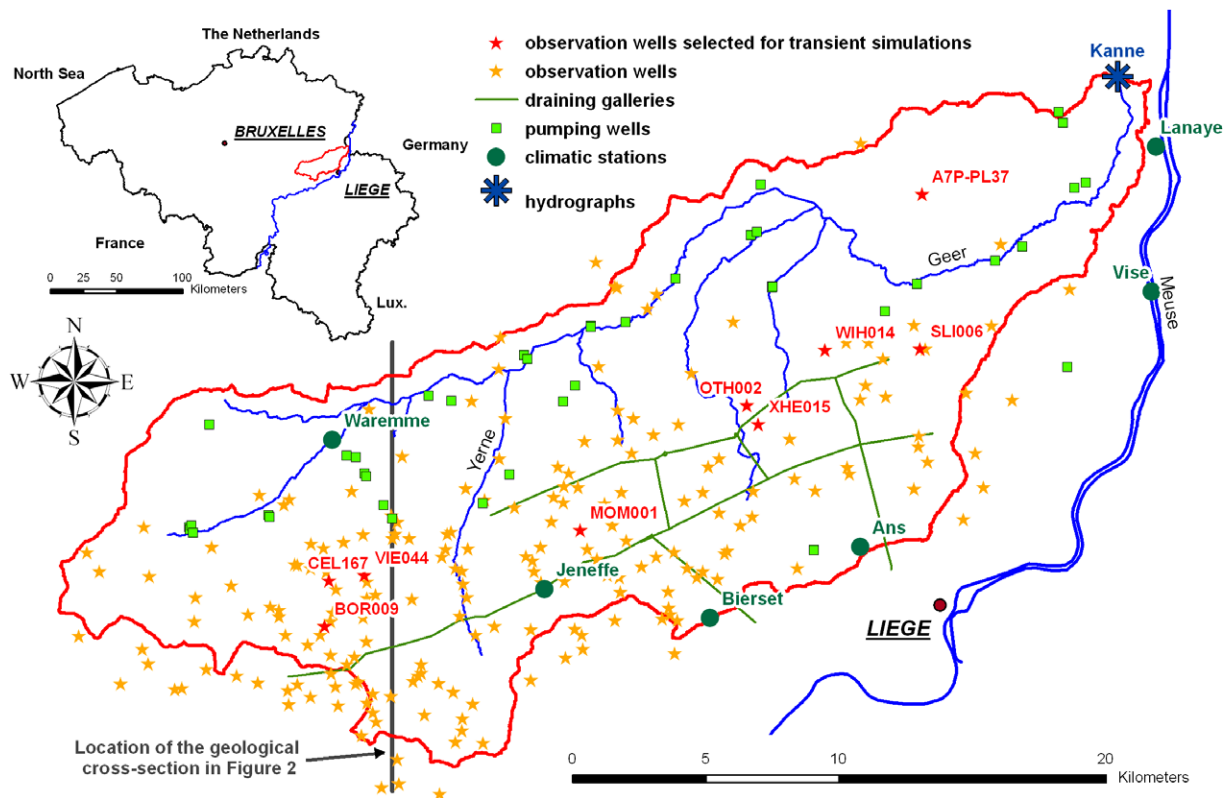 The Netherlands
North Sea
BRUXELLES
Germany
LIEGE
France
Lux.
0 25 50 100
Kilometers
observation wells selected for transient simulations
observation wells
draining galleries
pumping wells
climatic stations
hydrographs
Kanne
Lanaye
A7P-PL37
Geer
Vise
Meuse
N
W E
S
WIH014
SLI006
OTH002
XHE015
Waremme
Yerne
MOM001
Ans
CEL167
VIE044
Jeneffe
BOR009
Bierset
LIEGE
Location of the geological
cross-section in Figure 2
0 5 10 20
Kilometers